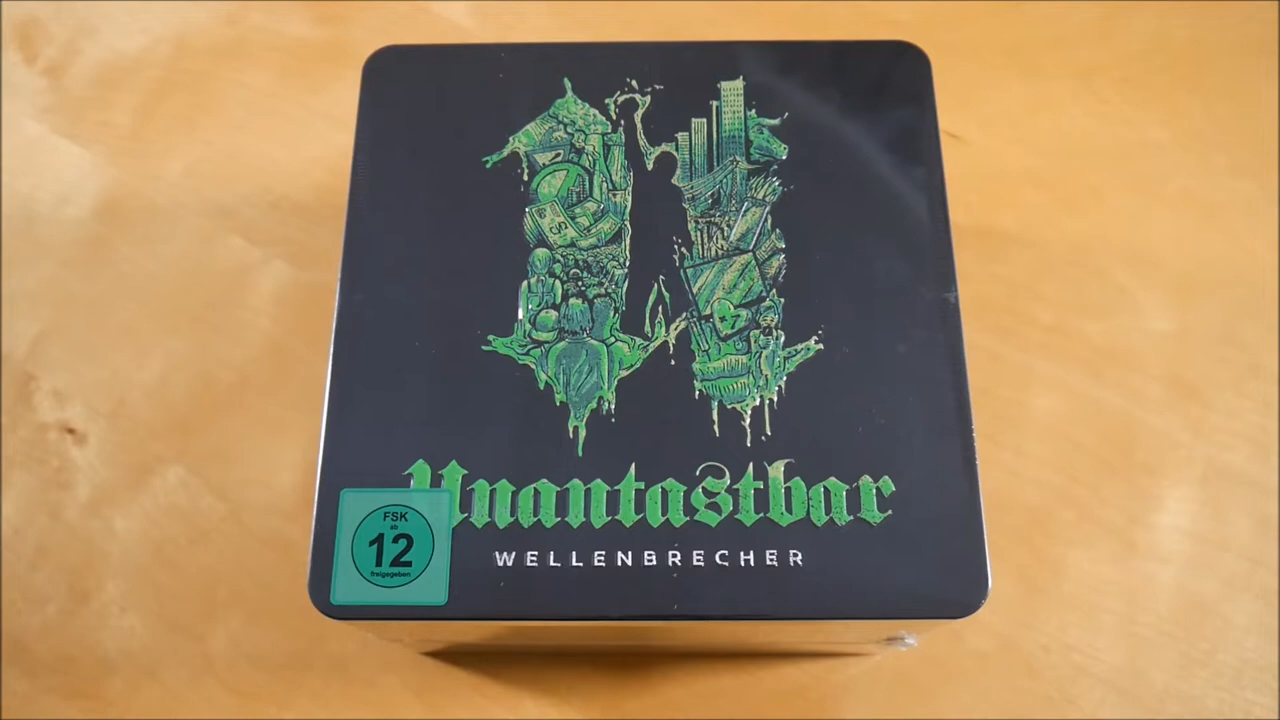 Unantastbar
WELLENBRECHER
FSK
ab
12
freigegeben